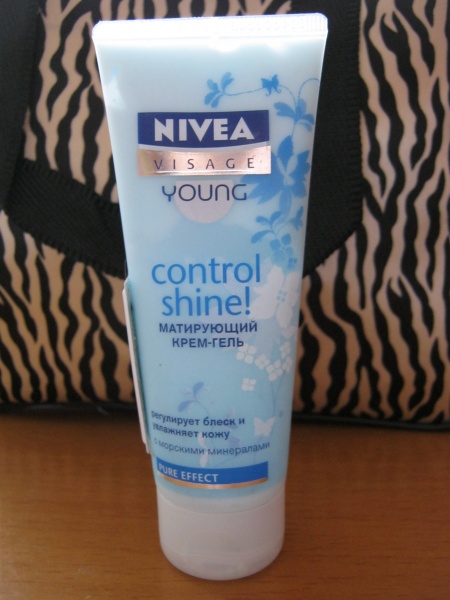 NIVEA
VISAGE
YOUNG
control
shine!
МАТИРУЮЩИЙ
КРЕМ-ГЕЛЬ
регулирует блеск и
увлажняет кожу
с морскими минералами
PURE EFFECT